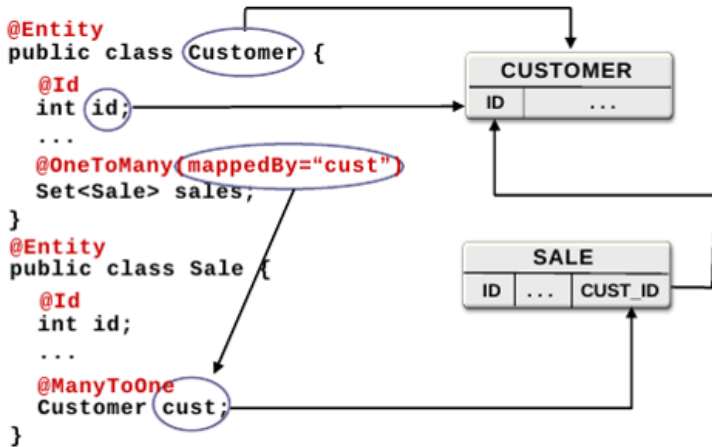 @Entity
public class Customer {
@Id
int id;
...
@OneToMany(mappedBy=“cust”)
Set<Sale> sales;
}
@Entity
public class Sale {
@Id
int id;
...
@ManyToOne
Customer cust;
}
CUSTOMER
ID ...
SALE
ID ... CUST_ID